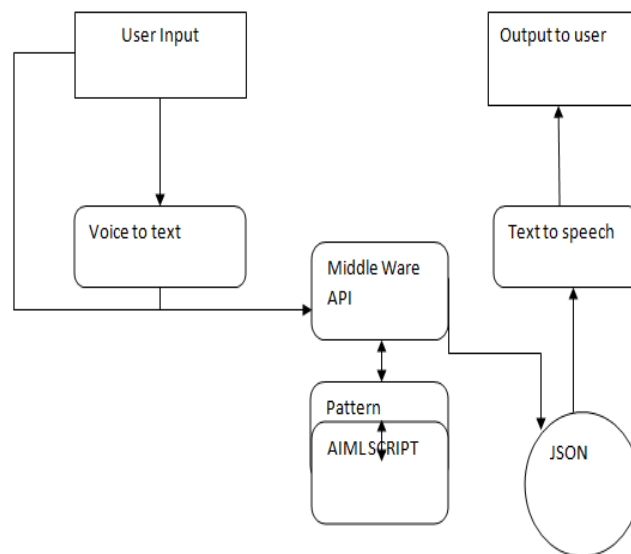 User Input
Output to user
Voice to text
Text to speech
Middle Ware
API
Pattern
AIMLSCRIPT
JSON